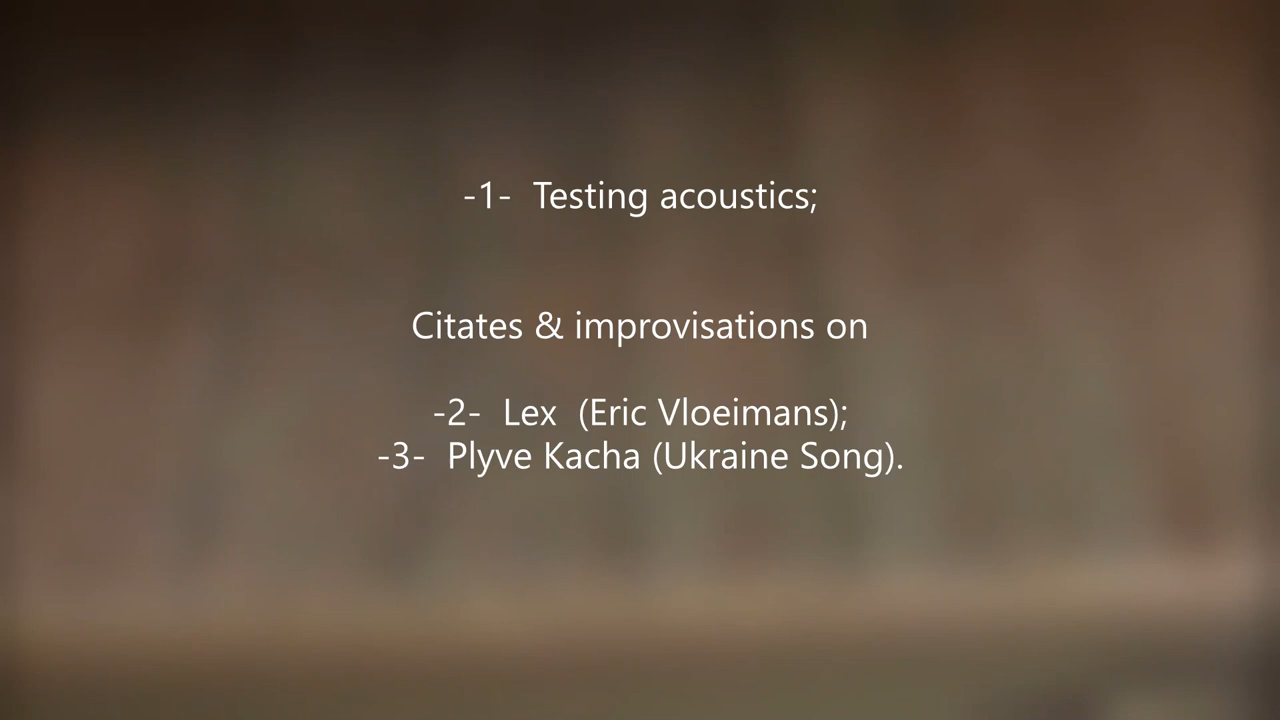 -1- Testing acoustics;
Citates & improvisations on
-2- Lex (Eric Vloeimans);
-3- Plyve Kacha (Ukraine Song).